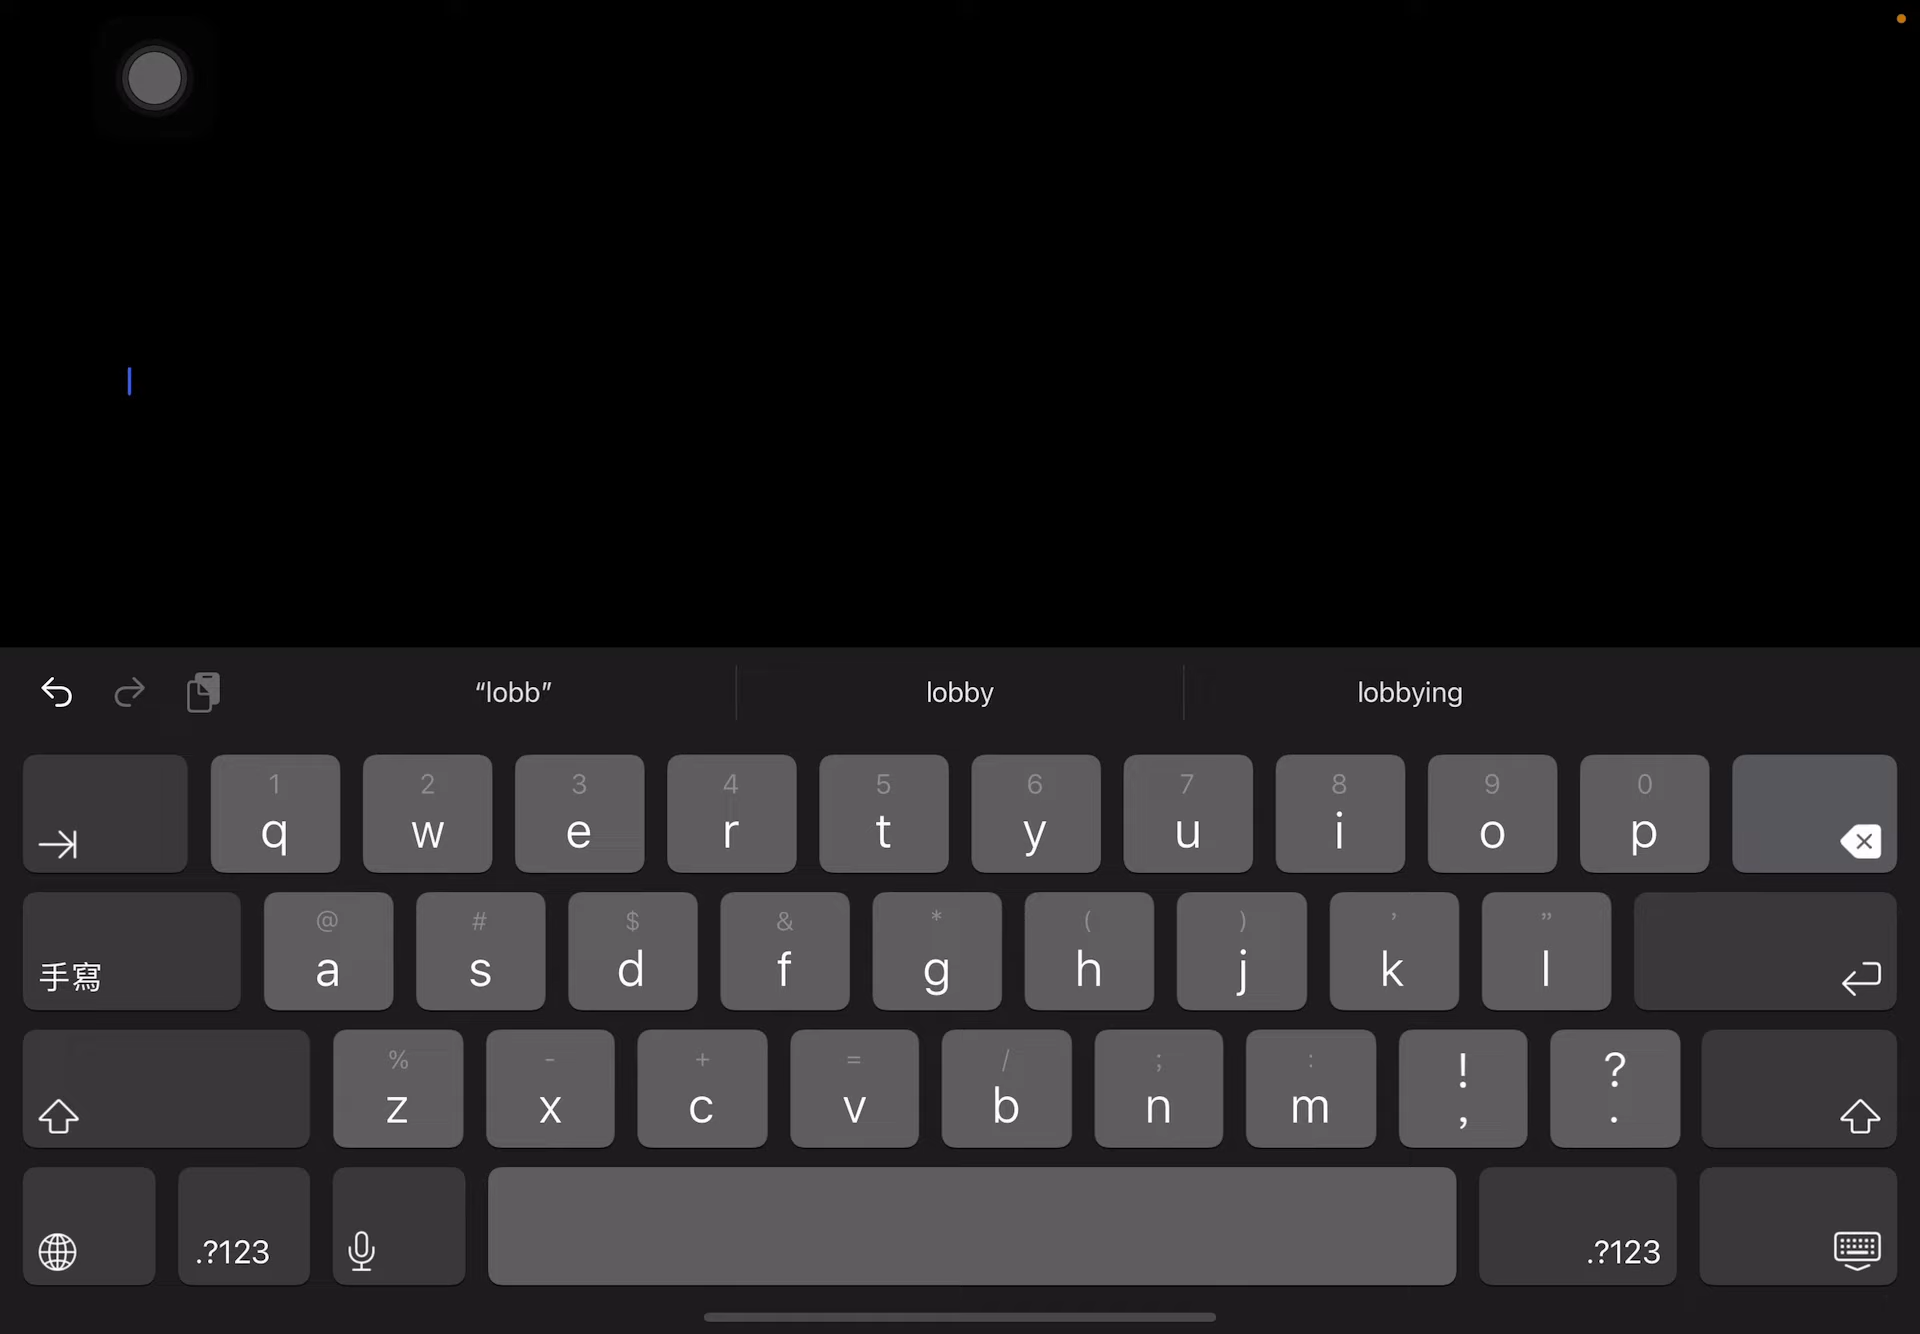 “lobb” lobby lobbying
1 2 3 4 5 6 7 8 9 0
q w e r t y u i o p
@ # $ & * ( ) ’ ”
手寫 a s d f g h j k l
% - + = / ; : ! ?
z x c v b n m , .
.?123 .?123